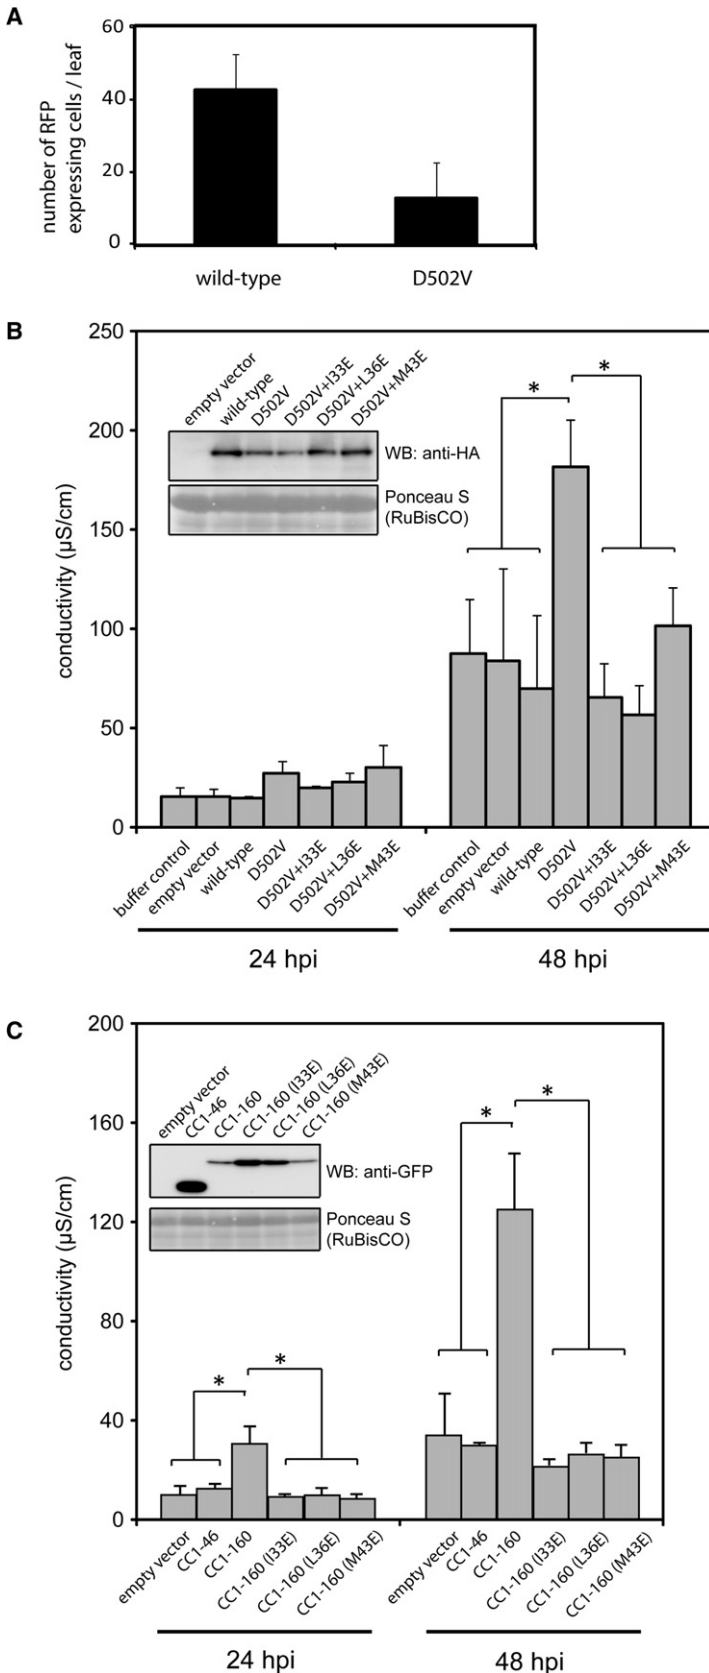 A
60
40
20
0
number of RFP
expressing cells / leaf
wild-type
D502V
B
250
200
150
100
50
0
conductivity (µS/cm)
empty vector
wild-type
D502V
D502V+I33E
D502V+L36E
D502V+M43E
WB: anti-HA
Ponceau S
(RuBisCO)
*
*
buffer control
empty vector
wild-type
D502V
D502V+I33E
D502V+L36E
D502V+M43E
buffer control
empty vector
wild-type
D502V
D502V+I33E
D502V+L36E
D502V+M43E
24 hpi
48 hpi
C
200
160
120
80
40
0
conductivity (µS/cm)
empty vector
CC1-46
CC1-160
CC1-160 (I33E)
CC1-160 (L36E)
CC1-160 (M43E)
WB: anti-GFP
Ponceau S
(RuBisCO)
*
*
*
*
empty vector
CC1-46
CC1-160
CC1-160 (I33E)
CC1-160 (L36E)
CC1-160 (M43E)
empty vector
CC1-46
CC1-160
CC1-160 (I33E)
CC1-160 (L36E)
CC1-160 (M43E)
24 hpi
48 hpi